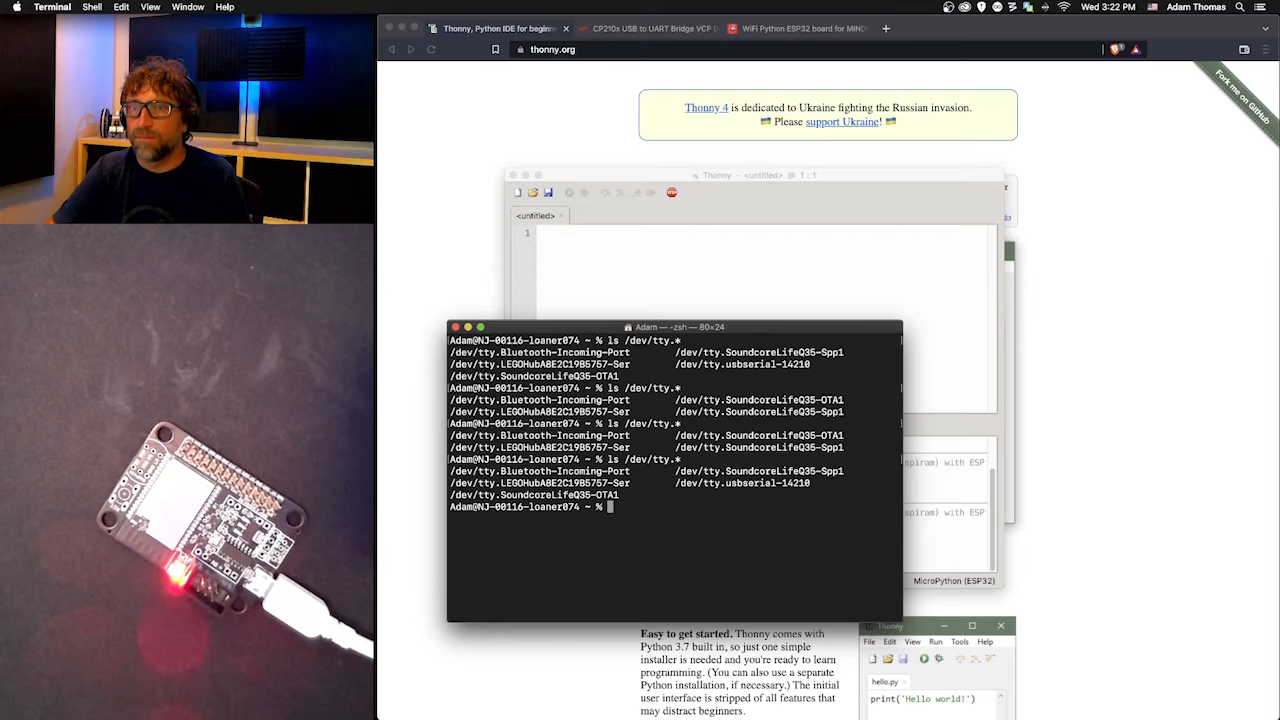 Terminal Shell Edit View Window Help
Wed 3:22 PM Adam Thomas
Thonny, Python IDE for beginn
CP210x USB to UART Bridge VCP D
WiFi Python ESP32 board for MIND
thonny.org
Fork me on GitHub
Thonny 4 is dedicated to Ukraine fighting the Russian invasion.
Please support Ukraine!
Thonny - <untitled> @ 1 : 1
<untitled>
1
Adam — -zsh — 80×24
Adam@NJ-00116-loaner074 ~ % ls /dev/tty.*
/dev/tty.Bluetooth-Incoming-Port /dev/tty.SoundcoreLifeQ35-Spp1
/dev/tty.LEGOHubA8E2C19B5757-Ser /dev/tty.usbserial-14210
/dev/tty.SoundcoreLifeQ35-OTA1
Adam@NJ-00116-loaner074 ~ % ls /dev/tty.*
/dev/tty.Bluetooth-Incoming-Port /dev/tty.SoundcoreLifeQ35-OTA1
/dev/tty.LEGOHubA8E2C19B5757-Ser /dev/tty.SoundcoreLifeQ35-Spp1
Adam@NJ-00116-loaner074 ~ % ls /dev/tty.*
/dev/tty.Bluetooth-Incoming-Port /dev/tty.SoundcoreLifeQ35-OTA1
/dev/tty.LEGOHubA8E2C19B5757-Ser /dev/tty.SoundcoreLifeQ35-Spp1
Adam@NJ-00116-loaner074 ~ % ls /dev/tty.*
/dev/tty.Bluetooth-Incoming-Port /dev/tty.SoundcoreLifeQ35-Spp1
/dev/tty.LEGOHubA8E2C19B5757-Ser /dev/tty.usbserial-14210
/dev/tty.SoundcoreLifeQ35-OTA1
Adam@NJ-00116-loaner074 ~ %
spiram) with ESP
spiram) with ESP
MicroPython (ESP32)
Easy to get started. Thonny comes with
Python 3.7 built in, so just one simple
installer is needed and you're ready to learn
programming. (You can also use a separate
Python installation, if necessary.) The initial
user interface is stripped of all features that
may distract beginners.
Thonny
File Edit View Run Tools Help
hello.py
print('Hello world!')